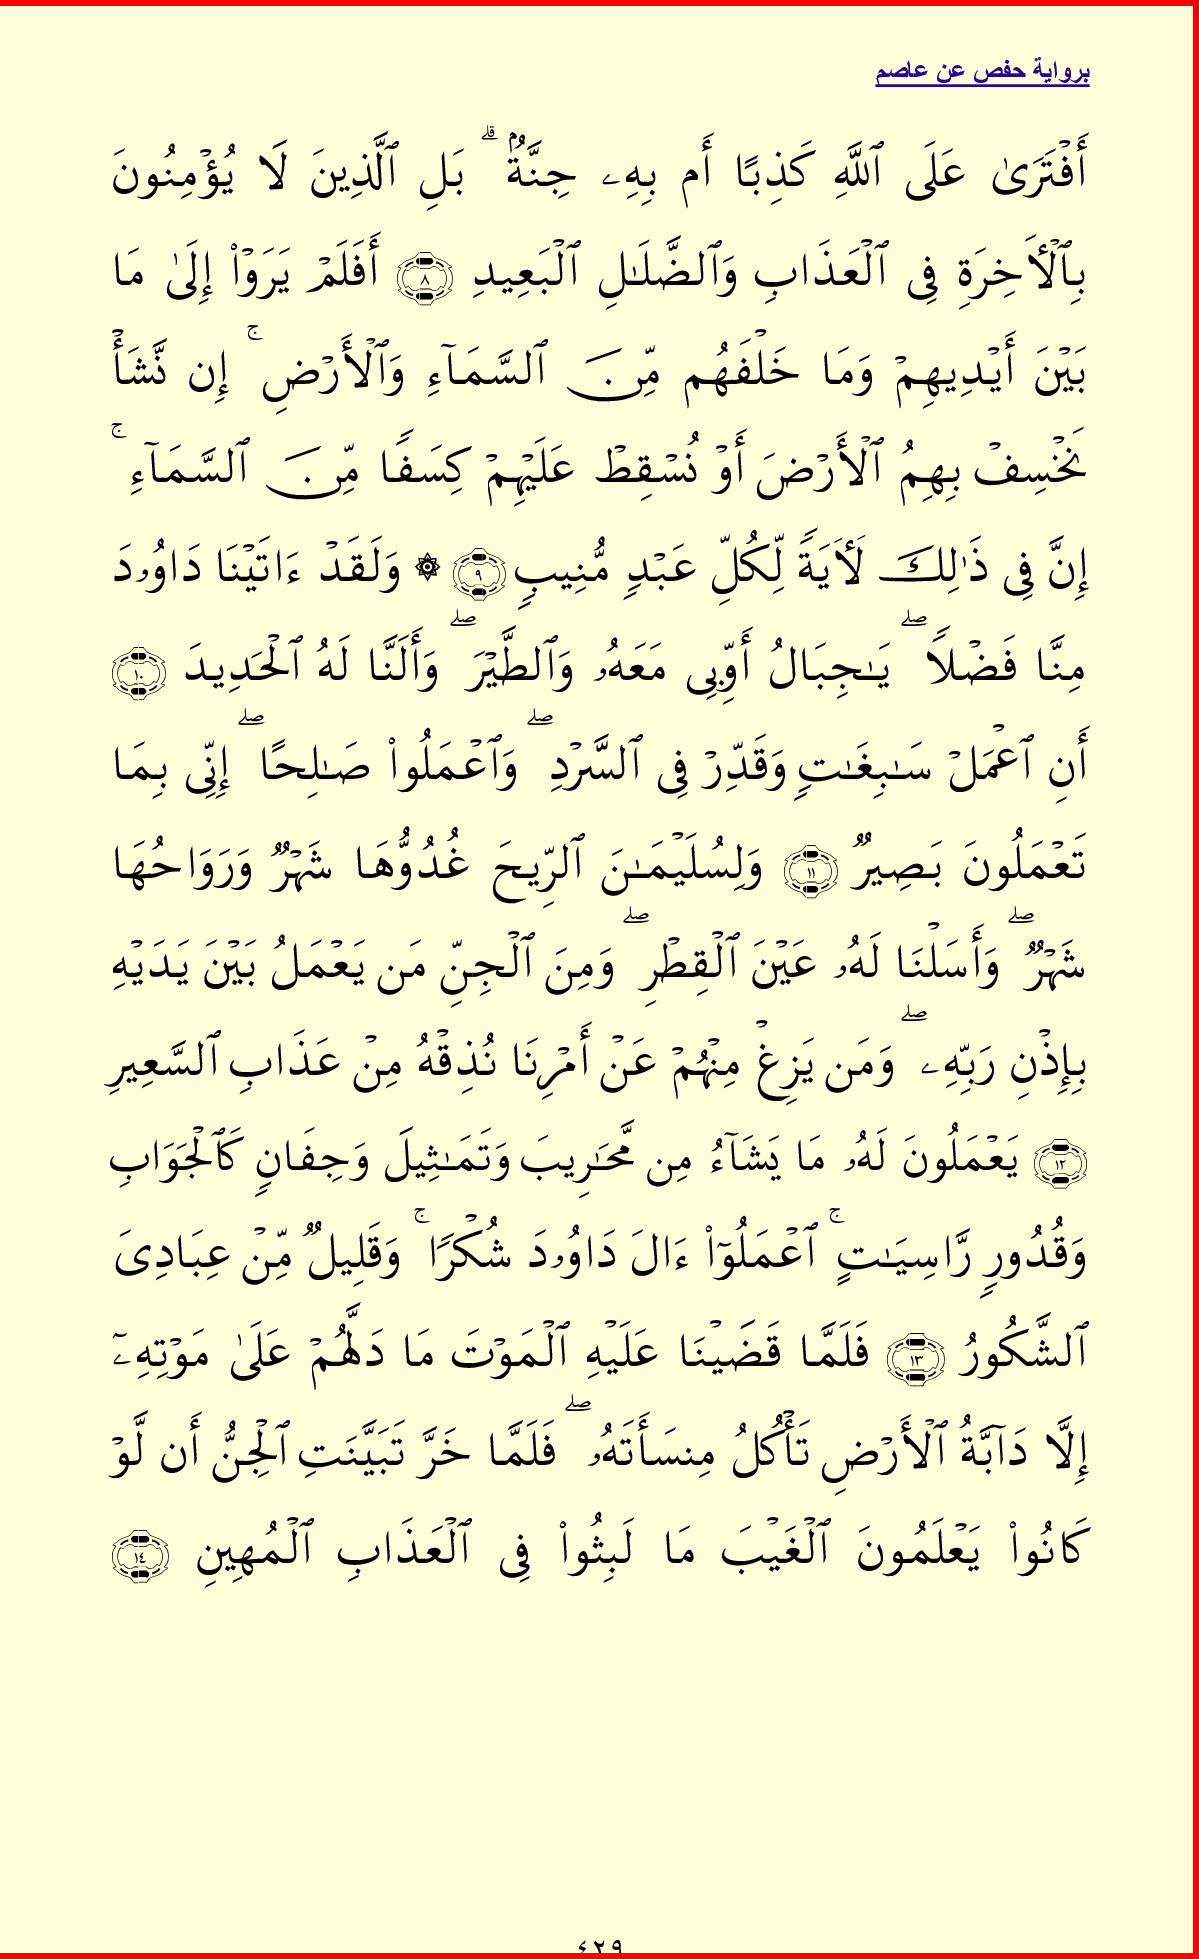 برواية حفص عن عاصم
أَفۡتَرَىٰ عَلَى ٱللَّهِ كَذِبًا أَم بِهِۦ جِنَّةُۢۗ بَلِ ٱلَّذِينَ لَا يُؤۡمِنُونَ
بِٱلۡأٓخِرَةِ فِي ٱلۡعَذَابِ وَٱلضَّلَٰلِ ٱلۡبَعِيدِ ٨ أَفَلَمۡ يَرَوۡاْ إِلَىٰ مَا
بَيۡنَ أَيۡدِيهِمۡ وَمَا خَلۡفَهُم مِّنَ ٱلسَّمَآءِ وَٱلۡأَرۡضِۚ إِن نَّشَأۡ
نَخۡسِفۡ بِهِمُ ٱلۡأَرۡضَ أَوۡ نُسۡقِطۡ عَلَيۡهِمۡ كِسَفٗا مِّنَ ٱلسَّمَآءِۚ
إِنَّ فِي ذَٰلِكَ لَأٓيَةٗ لِّكُلِّ عَبۡدٖ مُّنِيبٖ ٩ ۞ وَلَقَدۡ ءَاتَيۡنَا دَاوُۥدَ
مِنَّا فَضۡلٗاۖ يَٰجِبَالُ أَوِّبِي مَعَهُۥ وَٱلطَّيۡرَۖ وَأَلَنَّا لَهُ ٱلۡحَدِيدَ ١٠
أَنِ ٱعۡمَلۡ سَٰبِغَٰتٖ وَقَدِّرۡ فِي ٱلسَّرۡدِۖ وَٱعۡمَلُواْ صَٰلِحًاۖ إِنِّي بِمَا
تَعۡمَلُونَ بَصِيرٞ ١١ وَلِسُلَيۡمَٰنَ ٱلرِّيحَ غُدُوُّهَا شَهۡرٞ وَرَوَاحُهَا
شَهۡرٞۖ وَأَسَلۡنَا لَهُۥ عَيۡنَ ٱلۡقِطۡرِۖ وَمِنَ ٱلۡجِنِّ مَن يَعۡمَلُ بَيۡنَ يَدَيۡهِ
بِإِذۡنِ رَبِّهِۦۖ وَمَن يَزِغۡ مِنۡهُمۡ عَنۡ أَمۡرِنَا نُذِقۡهُ مِنۡ عَذَابِ ٱلسَّعِيرِ
١٢ يَعۡمَلُونَ لَهُۥ مَا يَشَآءُ مِن مَّحَٰرِيبَ وَتَمَٰثِيلَ وَجِفَانٖ كَٱلۡجَوَابِ
وَقُدُورٖ رَّاسِيَٰتٍۚ ٱعۡمَلُوٓاْ ءَالَ دَاوُۥدَ شُكۡرٗاۚ وَقَلِيلٞ مِّنۡ عِبَادِيَ
ٱلشَّكُورُ ١٣ فَلَمَّا قَضَيۡنَا عَلَيۡهِ ٱلۡمَوۡتَ مَا دَلَّهُمۡ عَلَىٰ مَوۡتِهِۦٓ
إِلَّا دَآبَّةُ ٱلۡأَرۡضِ تَأۡكُلُ مِنسَأَتَهُۥۖ فَلَمَّا خَرَّ تَبَيَّنَتِ ٱلۡجِنُّ أَن لَّوۡ
كَانُواْ يَعۡلَمُونَ ٱلۡغَيۡبَ مَا لَبِثُواْ فِي ٱلۡعَذَابِ ٱلۡمُهِينِ ١٤
٤٢٩